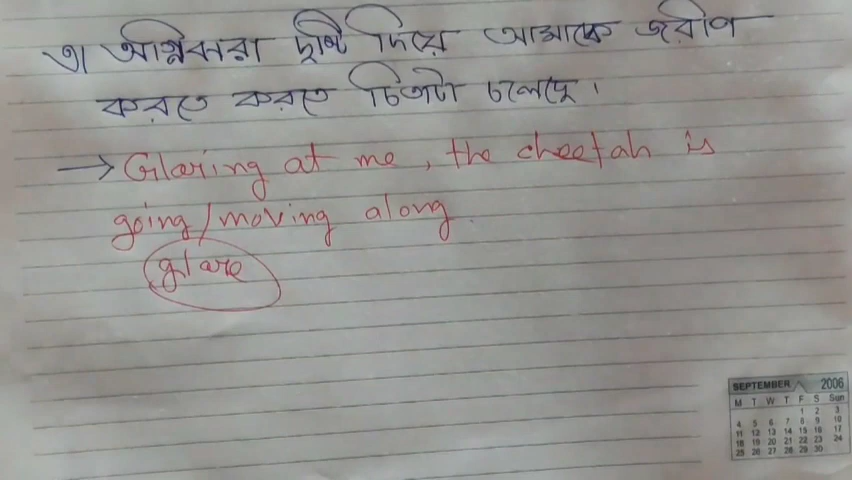 ৩। অগ্নিঝরা দৃষ্টি দিয়ে আমাকে জরীপ
করতে করতে চিতাটা চলেছে।
→ Glaring at me, the cheetah is
going/moving along.
glare
SEPTEMBER 2006
M T W T F S Sun
1 2 3
4 5 6 7 8 9 10
11 12 13 14 15 16 17
18 19 20 21 22 23 24
25 26 27 28 29 30